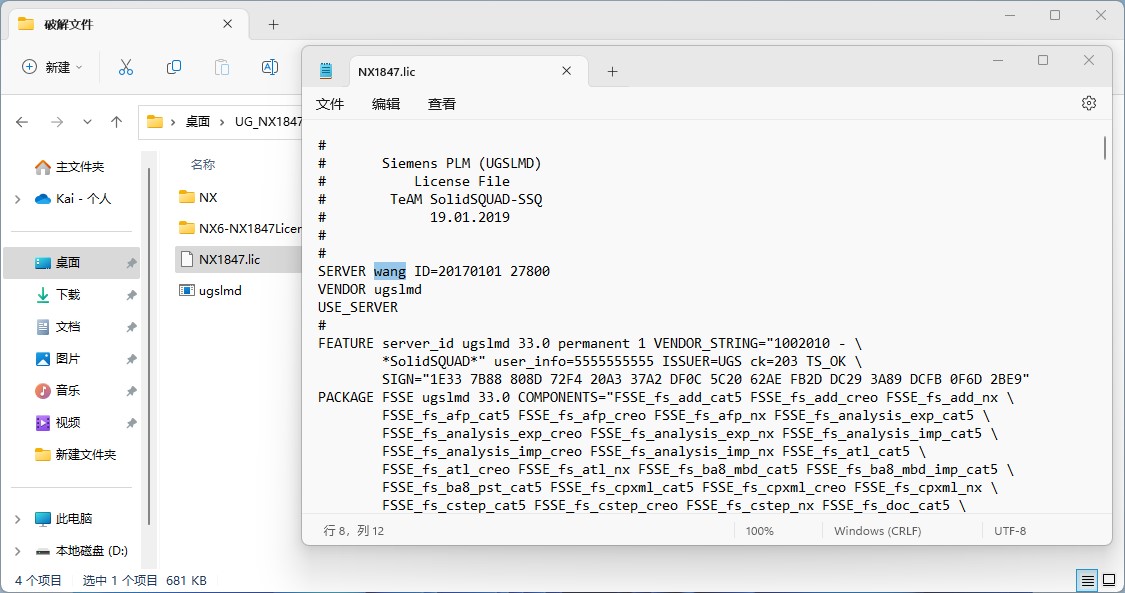 破解文件
新建
NX1847.lic
文件 编辑 查看
桌面 UG_NX1847
名称
主文件夹
Kai - 个人
桌面
下载
文档
图片
音乐
视频
新建文件夹
此电脑
本地磁盘 (D:)
NX
NX6-NX1847Licen
NX1847.lic
ugslmd
#
# Siemens PLM (UGSLMD)
# License File
# TeAM SolidSQUAD-SSQ
# 19.01.2019
#
#
SERVER wang ID=20170101 27800
VENDOR ugslmd
USE_SERVER
#
FEATURE server_id ugslmd 33.0 permanent 1 VENDOR_STRING="1002010 - \
*SolidSQUAD*" user_info=5555555555 ISSUER=UGS ck=203 TS_OK \
SIGN="1E33 7B88 808D 72F4 20A3 37A2 DF0C 5C20 62AE FB2D DC29 3A89 DCFB 0F6D 2BE9"
PACKAGE FSSE ugslmd 33.0 COMPONENTS="FSSE_fs_add_cat5 FSSE_fs_add_creo FSSE_fs_add_nx \
FSSE_fs_afp_cat5 FSSE_fs_afp_creo FSSE_fs_afp_nx FSSE_fs_analysis_exp_cat5 \
FSSE_fs_analysis_exp_creo FSSE_fs_analysis_exp_nx FSSE_fs_analysis_imp_cat5 \
FSSE_fs_analysis_imp_creo FSSE_fs_analysis_imp_nx FSSE_fs_atl_cat5 \
FSSE_fs_atl_creo FSSE_fs_atl_nx FSSE_fs_ba8_mbd_cat5 FSSE_fs_ba8_mbd_imp_cat5 \
FSSE_fs_ba8_pst_cat5 FSSE_fs_cpxml_cat5 FSSE_fs_cpxml_creo FSSE_fs_cpxml_nx \
FSSE_fs_cstep_cat5 FSSE_fs_cstep_creo FSSE_fs_cstep_nx FSSE_fs_doc_cat5 \
行 8，列 12 100% Windows (CRLF) UTF-8
4 个项目 选中 1 个项目 681 KB